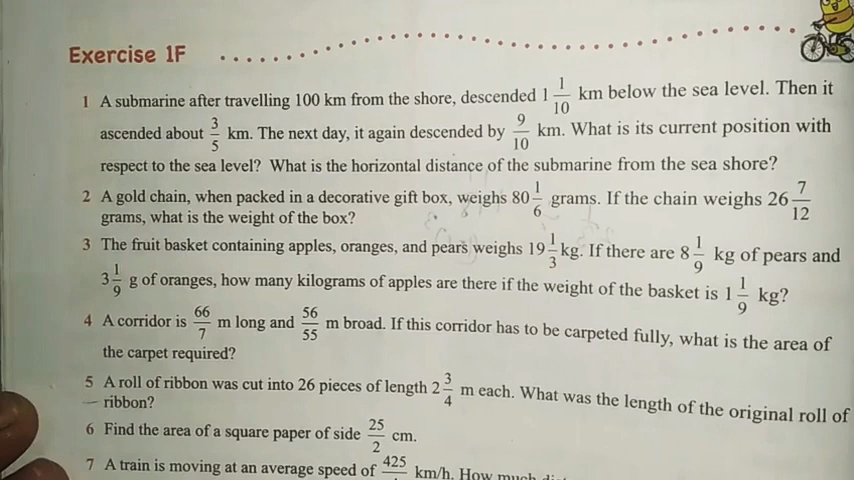 Exercise 1F
1 A submarine after travelling 100 km from the shore, descended 1 1/10 km below the sea level. Then it
ascended about 3/5 km. The next day, it again descended by 9/10 km. What is its current position with
respect to the sea level? What is the horizontal distance of the submarine from the sea shore?
2 A gold chain, when packed in a decorative gift box, weighs 80 1/6 grams. If the chain weighs 26 7/12
grams, what is the weight of the box?
3 The fruit basket containing apples, oranges, and pears weighs 19 1/3 kg. If there are 8 1/9 kg of pears and
3 1/9 g of oranges, how many kilograms of apples are there if the weight of the basket is 1 1/9 kg?
4 A corridor is 66/7 m long and 56/55 m broad. If this corridor has to be carpeted fully, what is the area of
the carpet required?
5 A roll of ribbon was cut into 26 pieces of length 2 3/4 m each. What was the length of the original roll of
ribbon?
6 Find the area of a square paper of side 25/2 cm.
7 A train is moving at an average speed of 425 km/h. How much